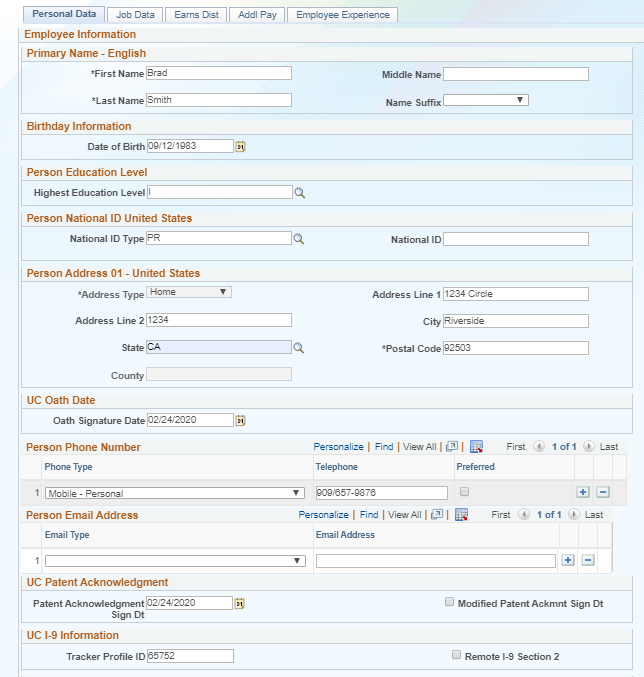 Personal Data Job Data Earns Dist Addl Pay Employee Experience
Employee Information
Primary Name - English
*First Name Brad Middle Name
*Last Name Smith Name Suffix
Birthday Information
Date of Birth 09/12/1983
Person Education Level
Highest Education Level I
Person National ID United States
National ID Type PR National ID
Person Address 01 - United States
*Address Type Home Address Line 1 1234 Circle
Address Line 2 1234 City Riverside
State CA *Postal Code 92503
County
UC Oath Date
Oath Signature Date 02/24/2020
Person Phone Number Personalize | Find | View All | | First 1 of 1 Last
Phone Type Telephone Preferred
1 Mobile - Personal 909/657-9876
Person Email Address Personalize | Find | View All | | First 1 of 1 Last
Email Type Email Address
1
UC Patent Acknowledgment
Patent Acknowledgment 02/24/2020 Modified Patent Ackmnt Sign Dt
Sign Dt
UC I-9 Information
Tracker Profile ID 65752 Remote I-9 Section 2